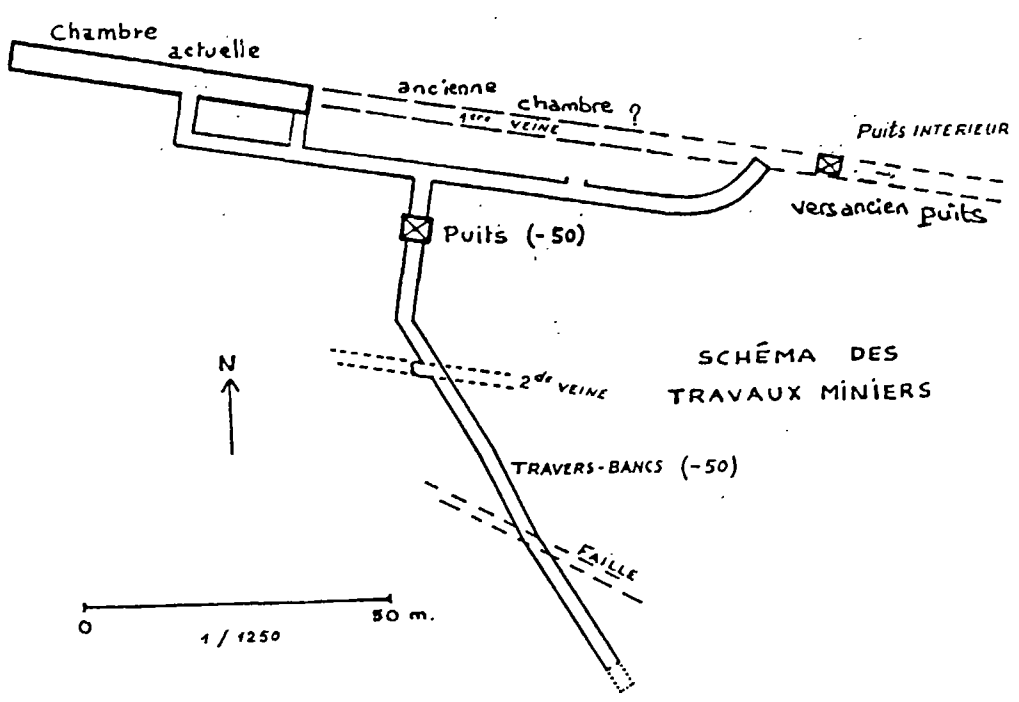 Chambre
actuelle
ancienne
chambre ?
1ère VEINE
Puits INTERIEUR
vers ancien puits
Puits (-50)
N
SCHÉMA DES
TRAVAUX MINIERS
2de VEINE
TRAVERS-BANCS (-50)
FAILLE
0 50 m.
1 / 1250